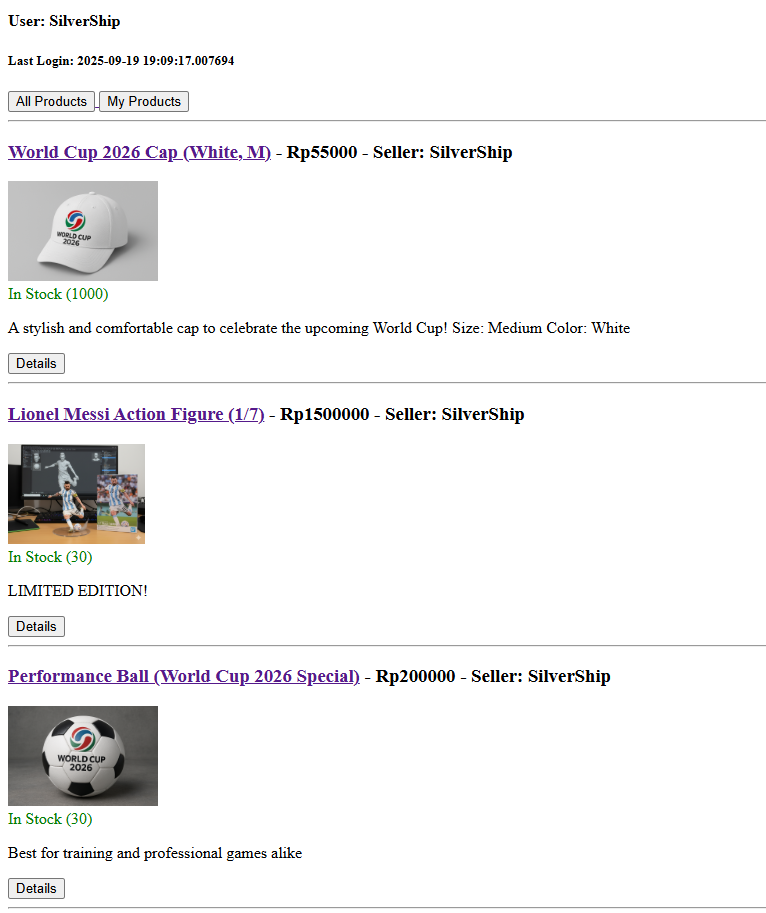 User: SilverShip
Last Login: 2025-09-19 19:09:17.007694
All Products My Products
World Cup 2026 Cap (White, M) - Rp55000 - Seller: SilverShip
WORLD CUP
2026
In Stock (1000)
A stylish and comfortable cap to celebrate the upcoming World Cup! Size: Medium Color: White
Details
Lionel Messi Action Figure (1/7) - Rp1500000 - Seller: SilverShip
In Stock (30)
LIMITED EDITION!
Details
Performance Ball (World Cup 2026 Special) - Rp200000 - Seller: SilverShip
WORLD CUP
2026
In Stock (30)
Best for training and professional games alike
Details